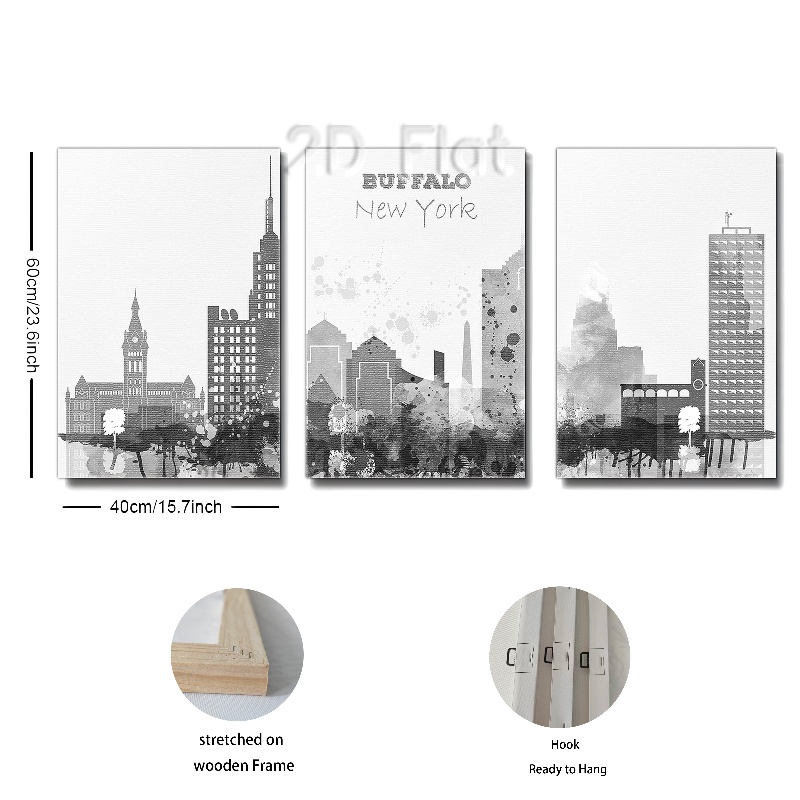 2D Flat
BUFFALO
New York
60cm/23.6inch
40cm/15.7inch
stretched on
wooden Frame
Hook
Ready to Hang